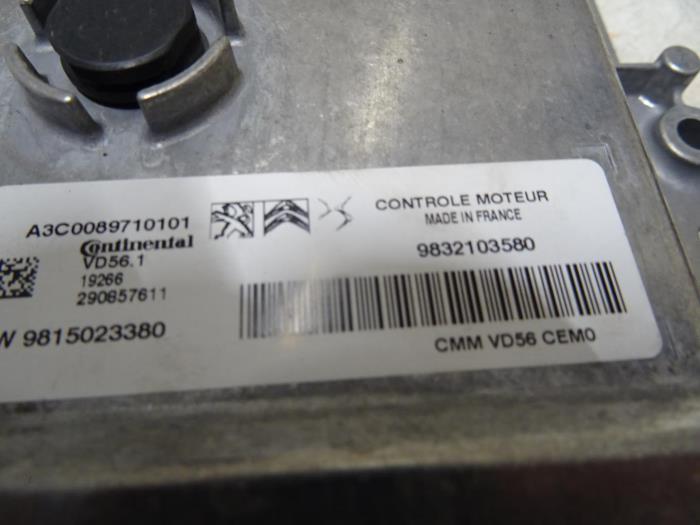 A3C0089710101
Continental
VD56.1
19266
290857611
W 9815023380
CONTROLE MOTEUR
MADE IN FRANCE
9832103580
CMM VD56 CEM0